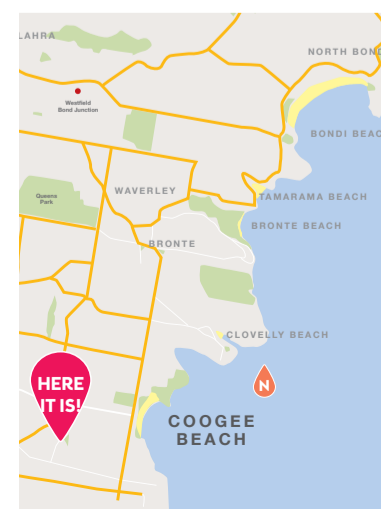 LAHRA
NORTH BOND
Westfield
Bond Junction
BONDI BEAC
Queens
Park
WAVERLEY
TAMARAMA BEACH
BRONTE BEACH
BRONTE
CLOVELLY BEACH
HERE
IT IS!
N
COOGEE
BEACH